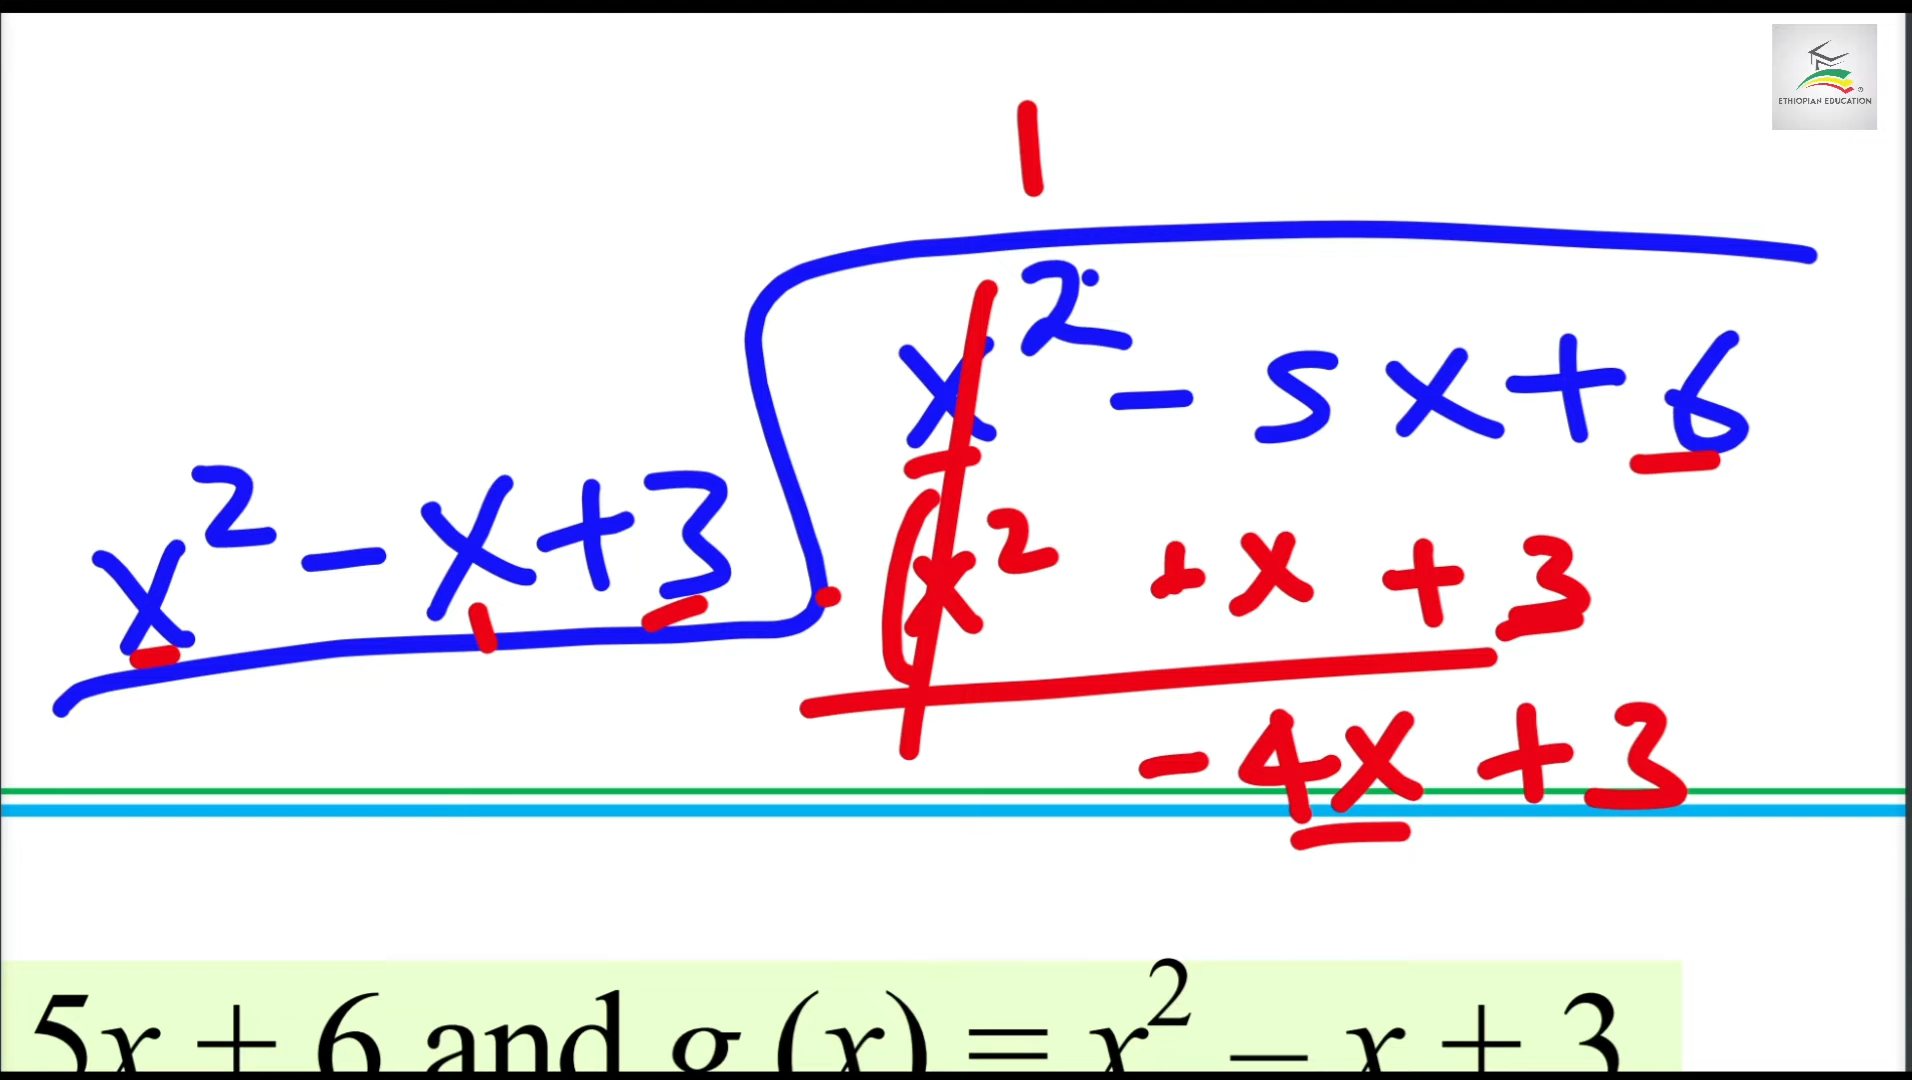 ETHIOPIAN EDUCATION
1
x² - 5x + 6
x² - x + 3
x² + x + 3
- 4x + 3
5x + 6 and g (x) = x² – x + 3